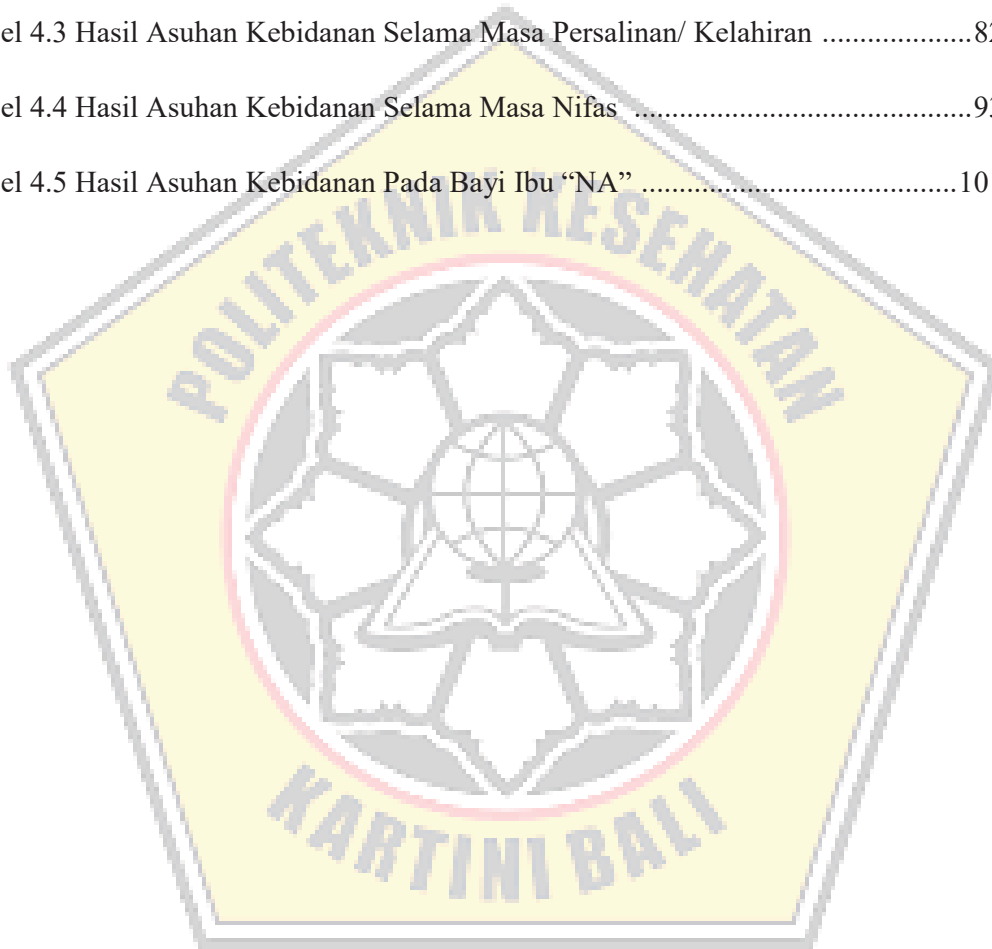 el 4.3 Hasil Asuhan Kebidanan Selama Masa Persalinan/ Kelahiran ...................82
el 4.4 Hasil Asuhan Kebidanan Selama Masa Nifas ..........................................93
el 4.5 Hasil Asuhan Kebidanan Pada Bayi Ibu “NA” .......................................10
POLITEKNIK KESEHATAN
KARTINI BALI